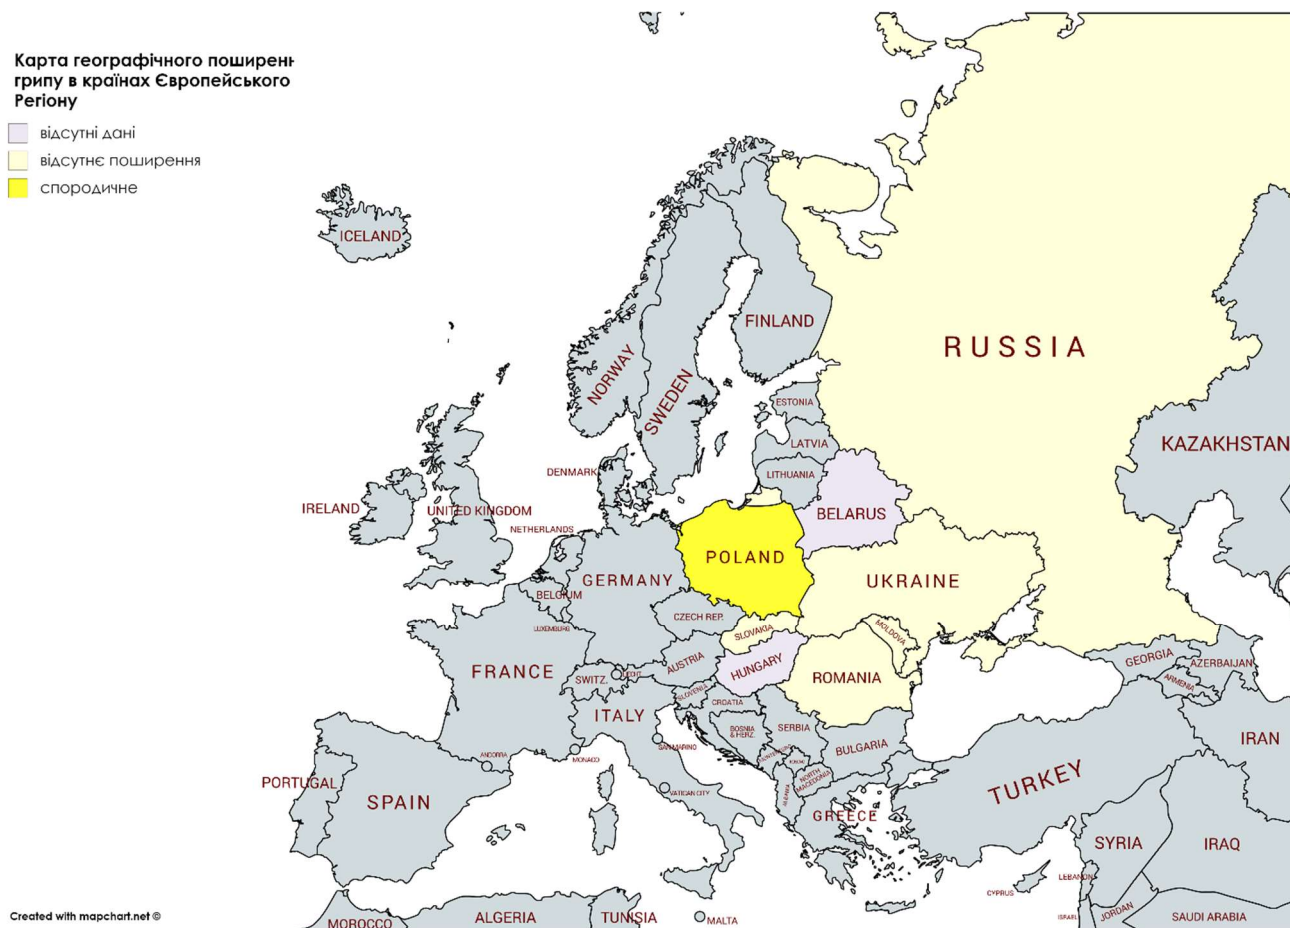 Карта географічного поширенн
грипу в країнах Європейського
Регіону
відсутні дані
відсутнє поширення
спородичне
ICELAND
FINLAND
RUSSIA
NORWAY
SWEDEN
ESTONIA
KAZAKHSTAN
LATVIA
DENMARK
LITHUANIA
IRELAND
UNITED KINGDOM
BELARUS
NETHERLANDS
POLAND
GERMANY
UKRAINE
BELGIUM
CZECH REP.
LUXEMBURG
SLOVAKIA
MOLDOVA
FRANCE
AUSTRIA
HUNGARY
GEORGIA
AZERBAIJAN
SWITZ.
LIECHT.
ROMANIA
ARMENIA
SLOVENIA
CROATIA
ITALY
BOSNIA
& HERZ.
SERBIA
IRAN
SAN MARINO
BULGARIA
ANDORRA
MONACO
MONTENEGRO
NORTH
MACEDONIA
PORTUGAL
TURKEY
SPAIN
VATICAN CITY
ALBANIA
GREECE
SYRIA
IRAQ
LEBANON
CYPRUS
Created with mapchart.net ©
MOROCCO
ALGERIA
TUNISIA
MALTA
ISRAEL
JORDAN
SAUDI ARABIA